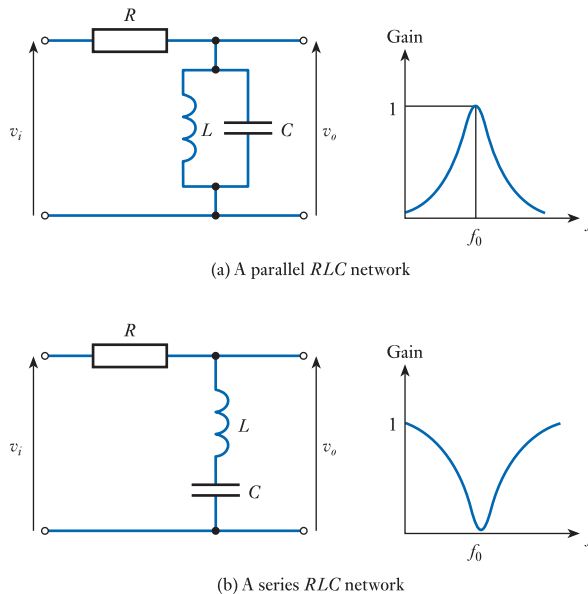 R
Gain
v_i
L
C
v_o
1
f_0
(a) A parallel RLC network
R
Gain
v_i
L
C
v_o
1
f_0
(b) A series RLC network